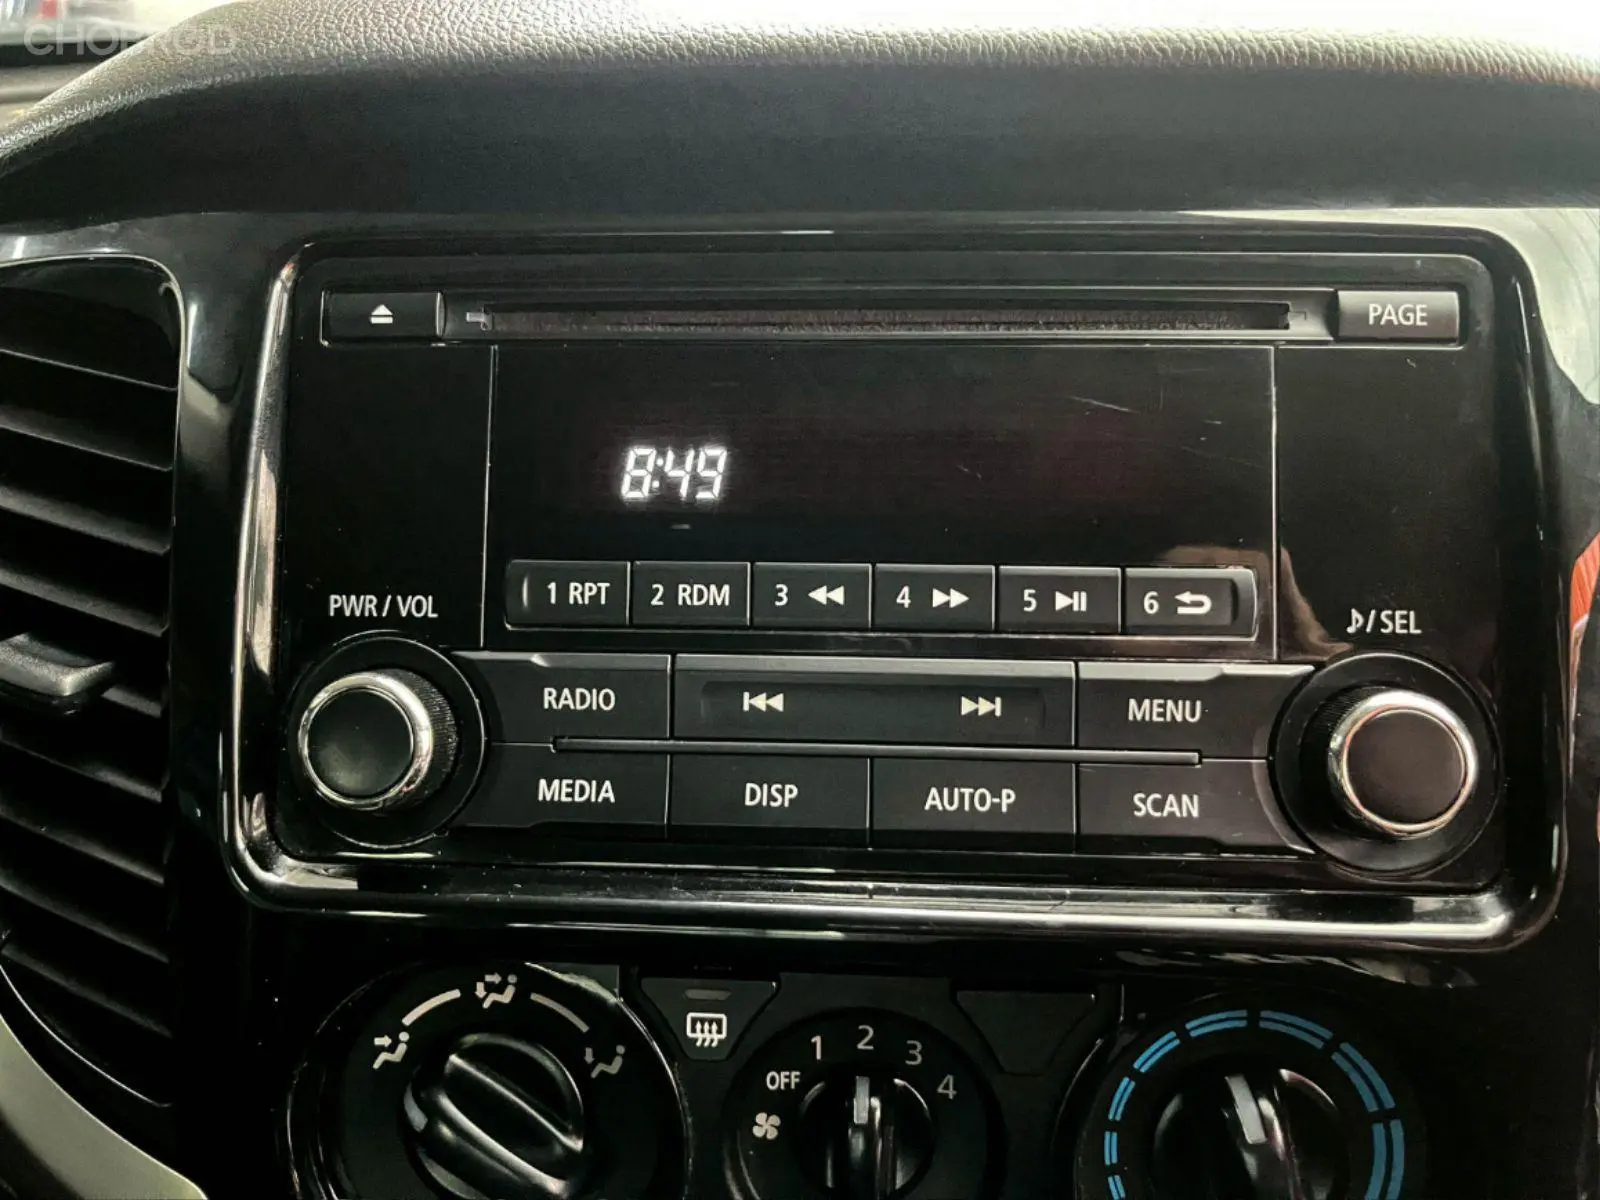 CHOBROD
PAGE
8:49
1 RPT 2 RDM 3 4 5 6
PWR / VOL
/ SEL
RADIO
MENU
MEDIA DISP AUTO-P SCAN
OFF 1 2 3 4